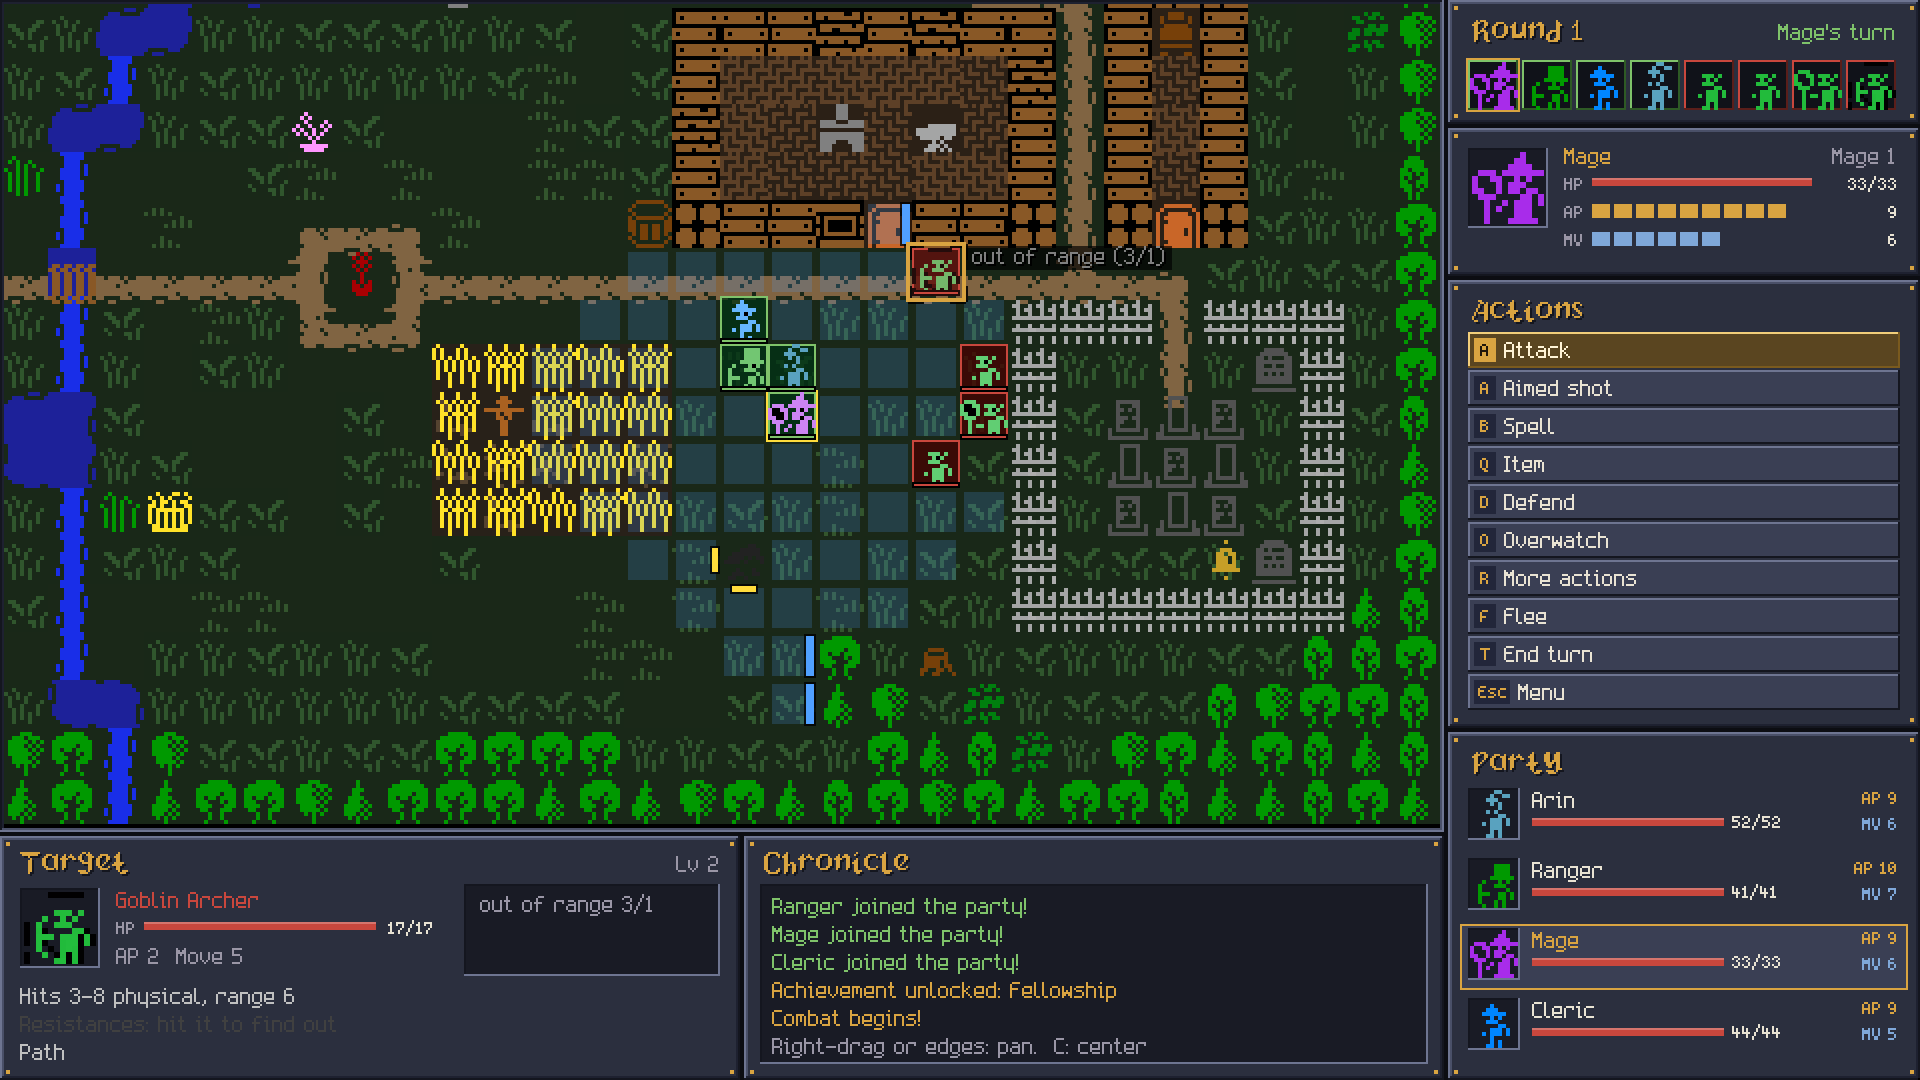 Round 1
Mage's turn
Mage
Mage 1
HP
33/33
AP
9
MV
6
out of range (3/1)
Actions
A Attack
A Aimed shot
B Spell
Q Item
D Defend
O Overwatch
R More actions
F Flee
T End turn
Esc Menu
Party
Arin
AP 9
52/52
MV 6
Ranger
AP 10
41/41
MV 7
Mage
AP 9
33/33
MV 6
Cleric
AP 9
44/44
MV 5
Target
Lv 2
Goblin Archer
HP
17/17
AP 2 Move 5
out of range 3/1
Hits 3-8 physical, range 6
Resistances: hit it to find out
Path
Chronicle
Ranger joined the party!
Mage joined the party!
Cleric joined the party!
Achievement unlocked: Fellowship
Combat begins!
Right-drag or edges: pan. C: center